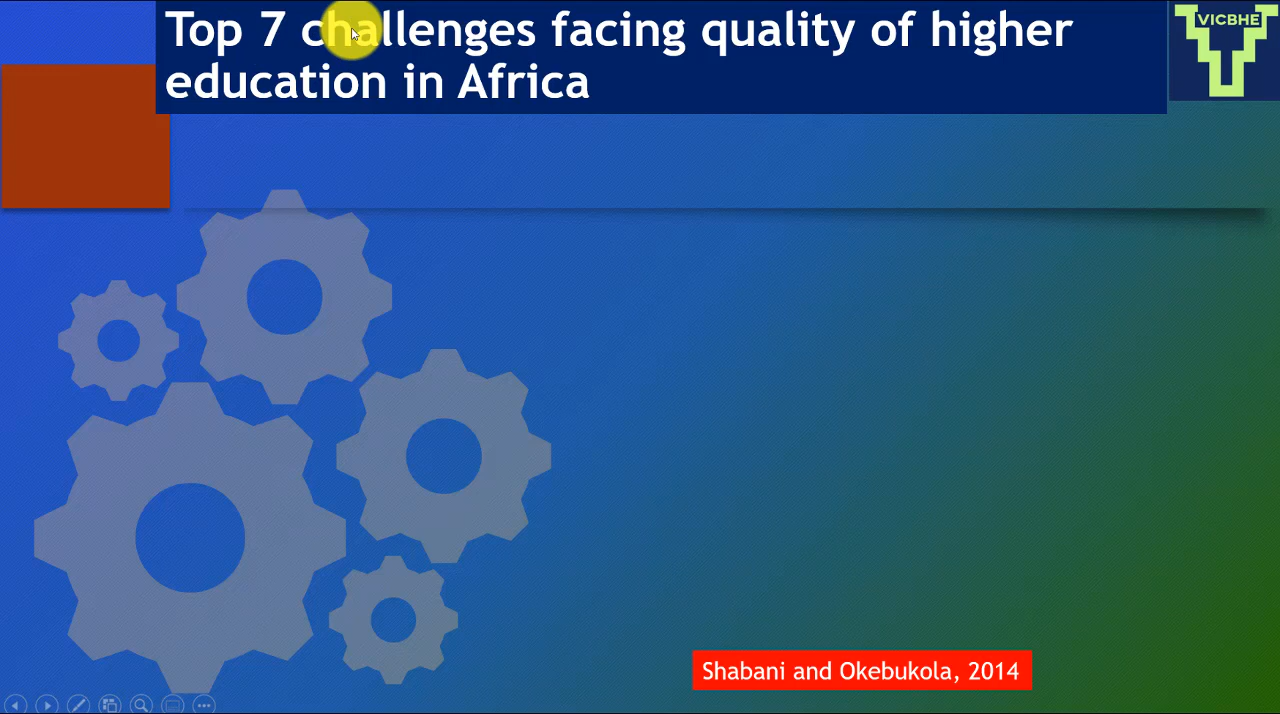 Top 7 challenges facing quality of higher
education in Africa
VICBHE
Shabani and Okebukola, 2014